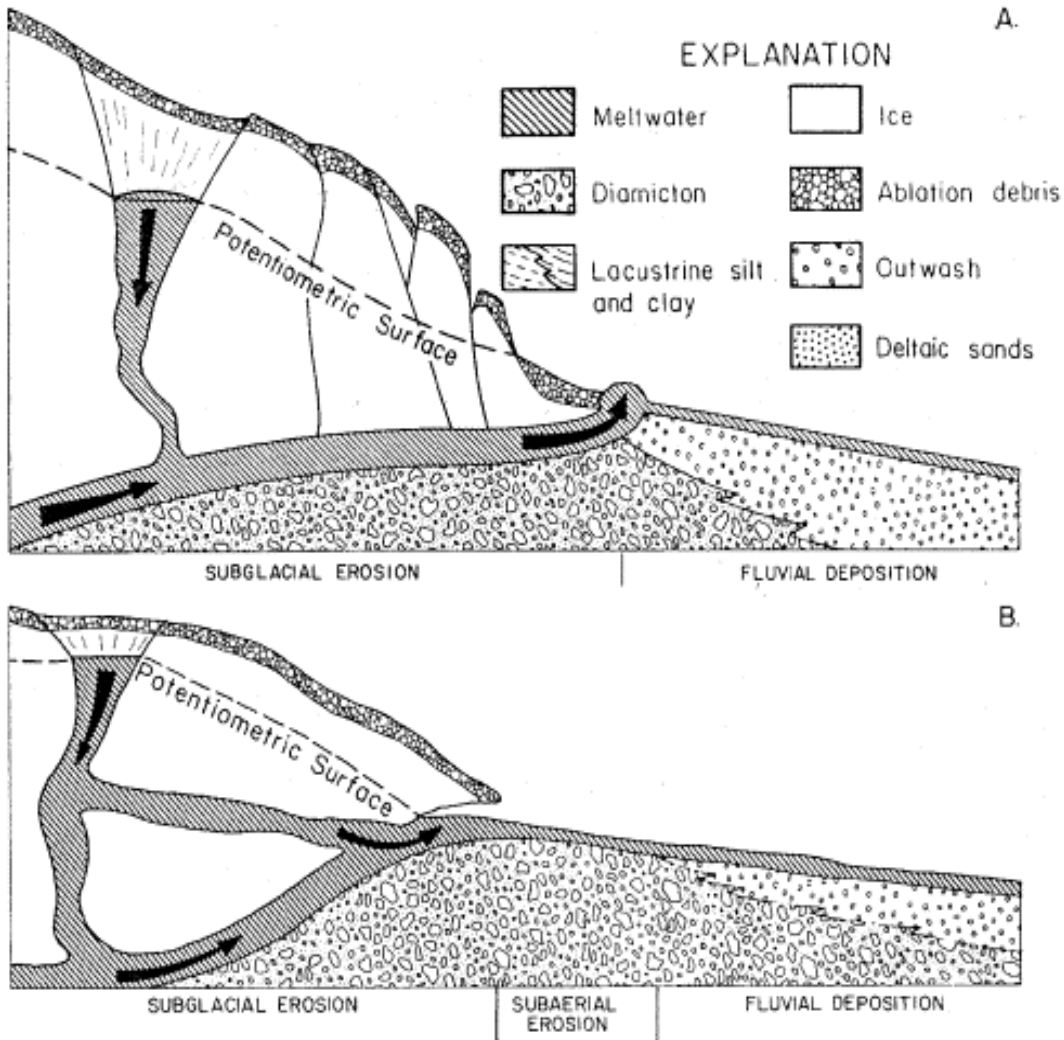 A.
EXPLANATION
Meltwater
Ice
Diamicton
Ablation debris
Lacustrine silt
and clay
Outwash
Deltaic sands
Potentiometric Surface
SUBGLACIAL EROSION
FLUVIAL DEPOSITION
B.
Potentiometric Surface
SUBGLACIAL EROSION
SUBAERIAL
EROSION
FLUVIAL DEPOSITION